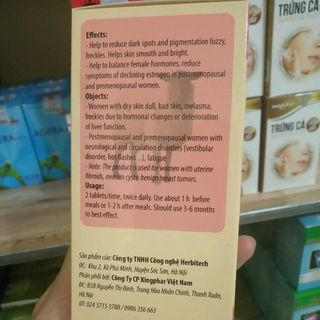 Effects:
- Help to reduce dark spots and pigmentation fuzzy,
freckles. Helps skin smooth and bright.
- Help to balance female hormones, reduce
symptoms of declining estrogen in postmenopausal
and premenopausal women.
Objects:
- Women with dry skin dull, bad skin, melasma,
freckles due to hormonal changes or deterioration
of liver function.
- Postmenopausal and premenopausal women with
neurological and circulation disorders (vestibular
disorder, hot flashes ...), fatigue
- Note: The product is used for women with uterine
fibroids, ovarian cysts, benign breast tumors.
Usage:
2 tablets/time, twice daily. Use about 1 h before
meals or 1-2 h after meals. Should use 3-6 months
to best effect.
Sản phẩm của: Công ty TNHH Công nghệ Herbitech
ĐC: Khu 2, Xã Phù Minh, Huyện Sóc Sơn, Hà Nội
Phân phối bởi: Công Ty CP Kingphar Việt Nam
ĐC: B58 Nguyễn Thị Định, Trung Hòa Nhân Chính, Thanh Xuân,
Hà Nội
ĐT: 024 3715 3780 / 0986 356 663
TRỨNG CÁ
TRỨNG CÁ